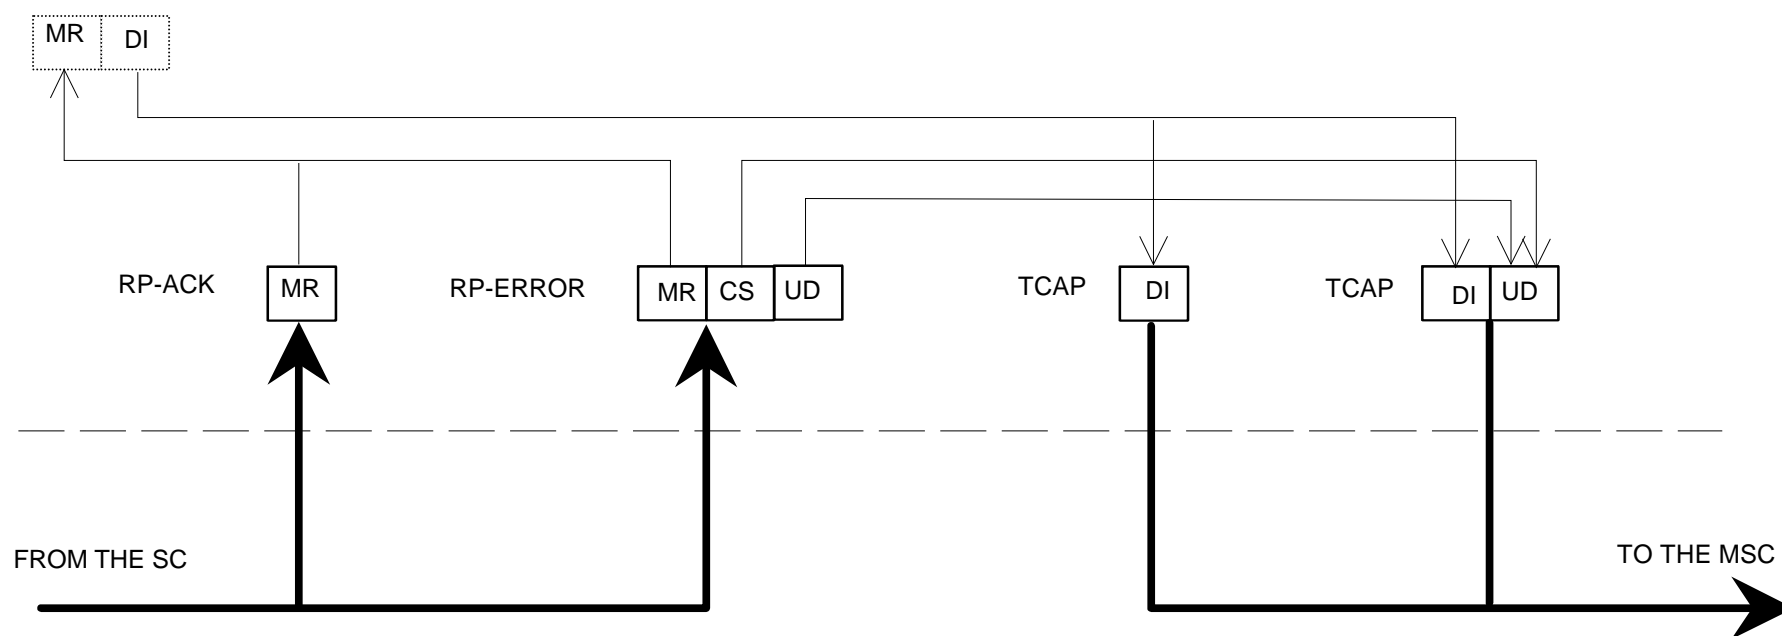 MR DI
RP-ACK MR RP-ERROR MR CS UD TCAP DI TCAP DI UD
FROM THE SC TO THE MSC